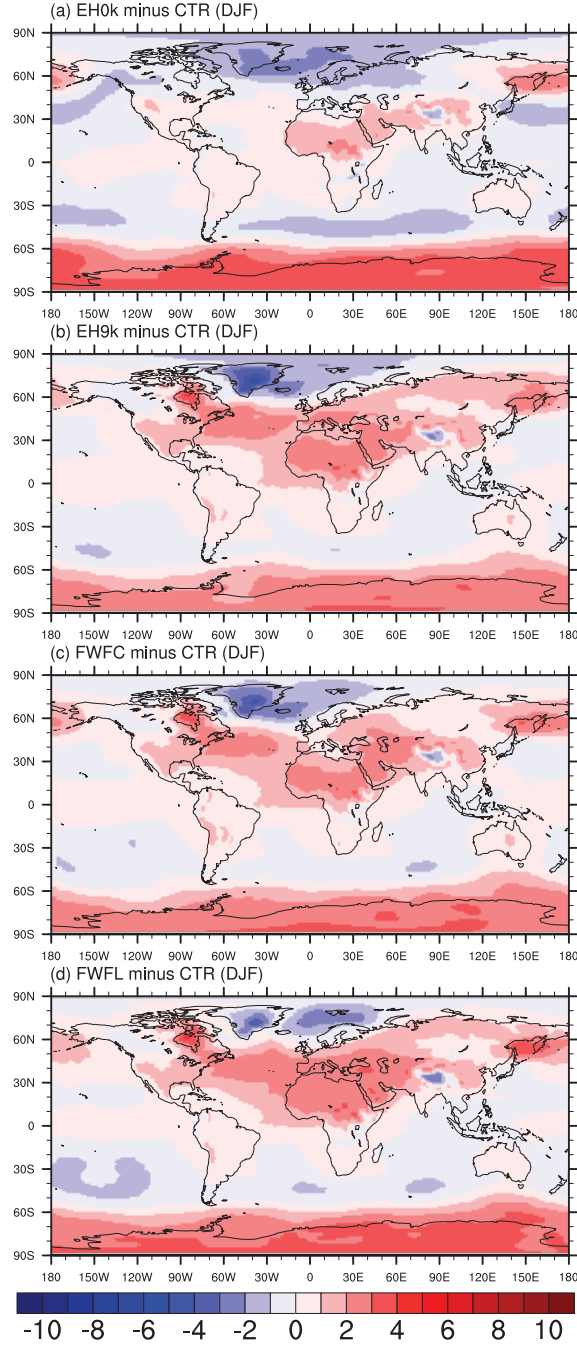 (a) EH0k minus CTR (DJF)
90N
60N
30N
0
30S
60S
90S
180 150W 120W 90W 60W 30W 0 30E 60E 90E 120E 150E 180
(b) EH9k minus CTR (DJF)
90N
60N
30N
0
30S
60S
90S
180 150W 120W 90W 60W 30W 0 30E 60E 90E 120E 150E 180
(c) FWFC minus CTR (DJF)
90N
60N
30N
0
30S
60S
90S
180 150W 120W 90W 60W 30W 0 30E 60E 90E 120E 150E 180
(d) FWFL minus CTR (DJF)
90N
60N
30N
0
30S
60S
90S
180 150W 120W 90W 60W 30W 0 30E 60E 90E 120E 150E 180
-10 -8 -6 -4 -2 0 2 4 6 8 10